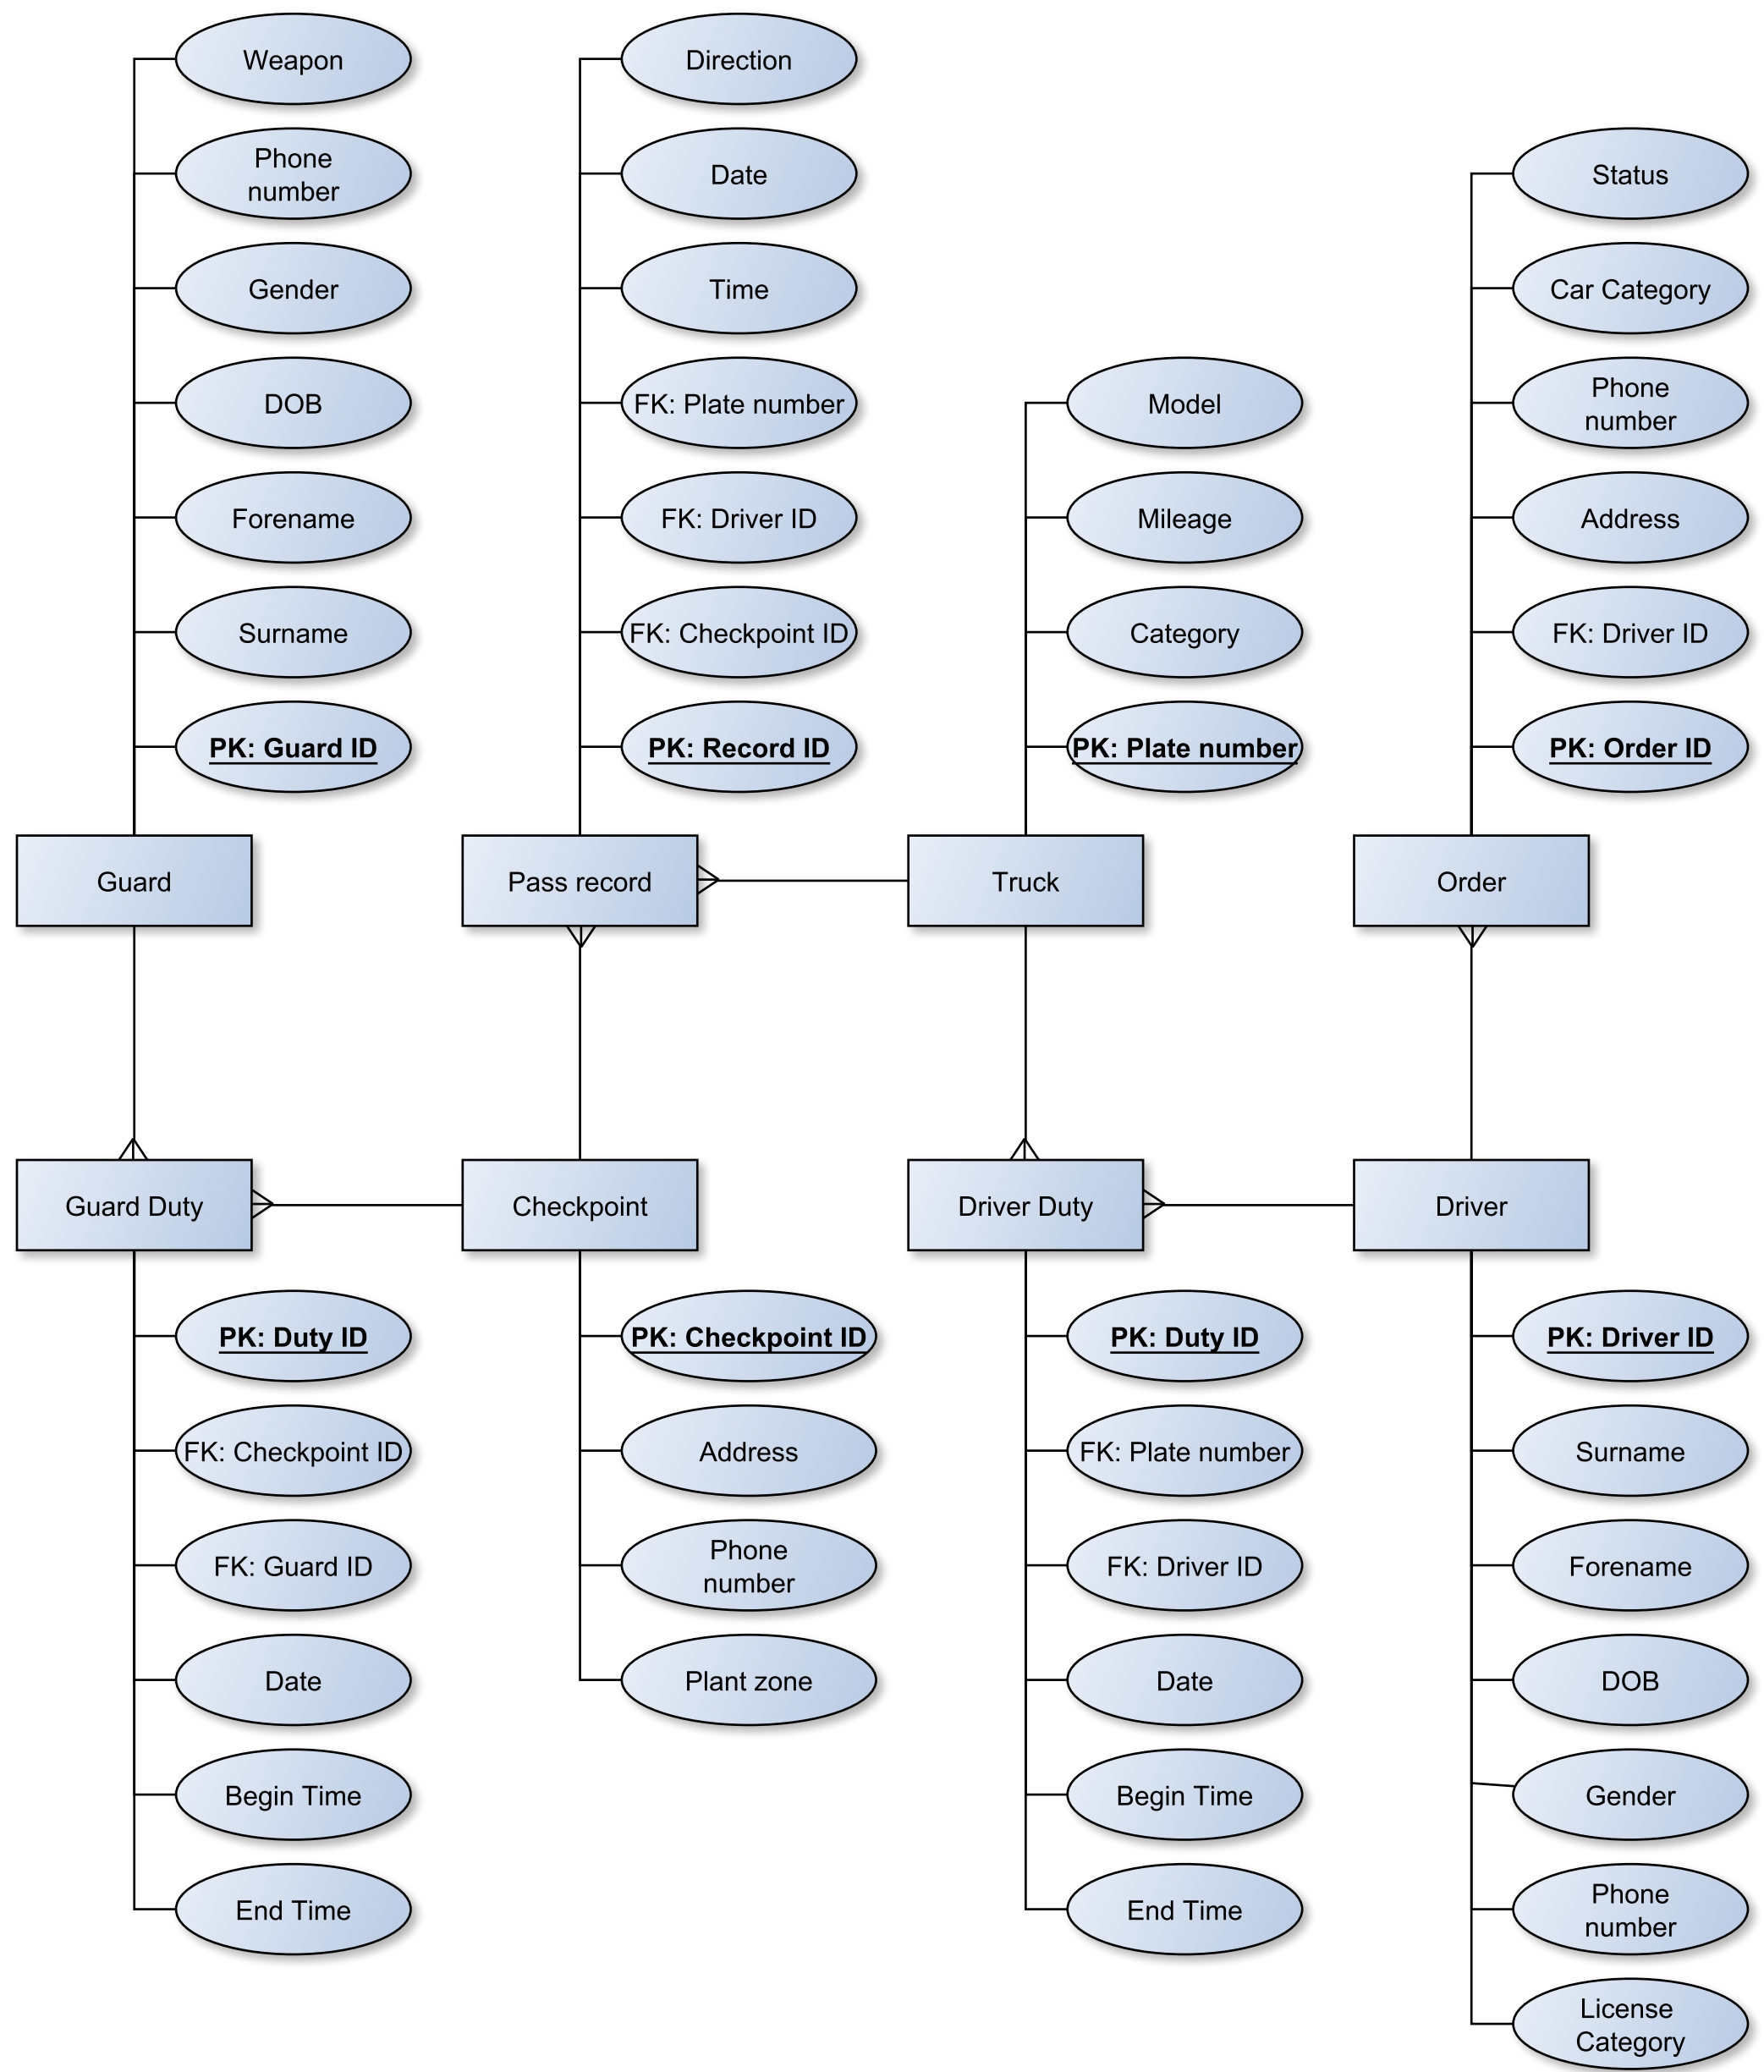 Weapon
Phone
number
Gender
DOB
Forename
Surname
PK: Guard ID
Guard
Direction
Date
Time
FK: Plate number
FK: Driver ID
FK: Checkpoint ID
PK: Record ID
Pass record
Model
Mileage
Category
PK: Plate number
Truck
Status
Car Category
Phone
number
Address
FK: Driver ID
PK: Order ID
Order
Guard Duty
PK: Duty ID
FK: Checkpoint ID
FK: Guard ID
Date
Begin Time
End Time
Checkpoint
PK: Checkpoint ID
Address
Phone
number
Plant zone
Driver Duty
PK: Duty ID
FK: Plate number
FK: Driver ID
Date
Begin Time
End Time
Driver
PK: Driver ID
Surname
Forename
DOB
Gender
Phone
number
License
Category